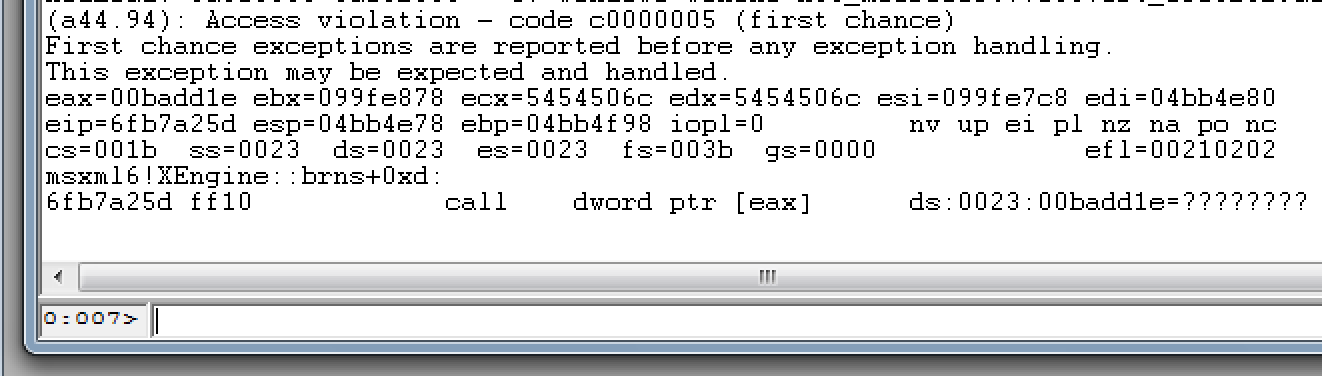 (a44.94): Access violation - code c0000005 (first chance)
First chance exceptions are reported before any exception handling.
This exception may be expected and handled.
eax=00badd1e ebx=099fe878 ecx=5454506c edx=5454506c esi=099fe7c8 edi=04bb4e80
eip=6fb7a25d esp=04bb4e78 ebp=04bb4f98 iopl=0         nv up ei pl nz na po nc
cs=001b  ss=0023  ds=0023  es=0023  fs=003b  gs=0000             efl=00210202
msxml6!XEngine::brns+0xd:
6fb7a25d ff10            call    dword ptr [eax]      ds:0023:00badd1e=????????
0:007>